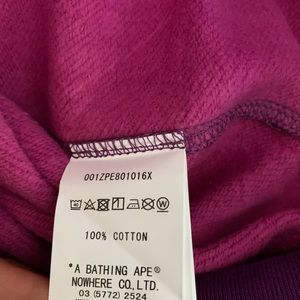 001ZPE801016X
100% COTTON
"A BATHING APE®
NOWHERE CO.,LTD.
03 (5772) 2524